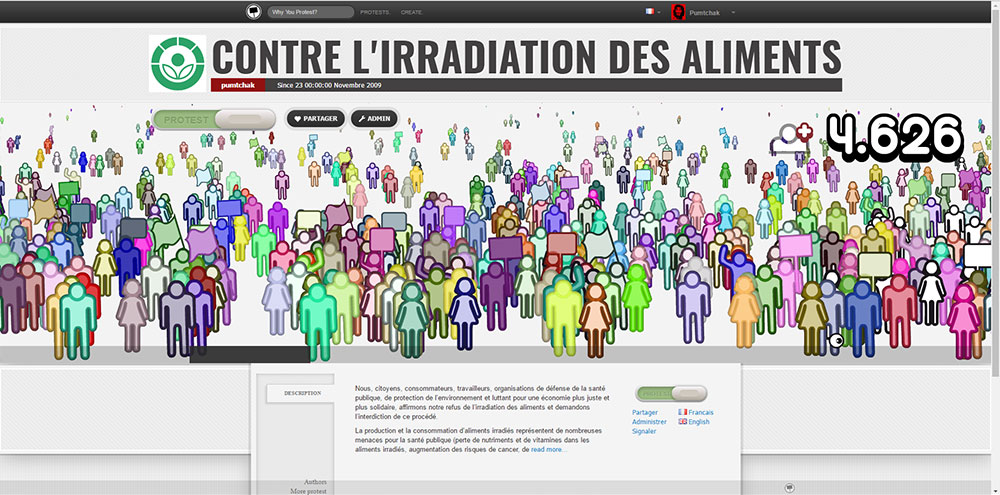 Why You Protest?
PROTESTS.
CREATE
Pumtchak
CONTRE L'IRRADIATION DES ALIMENTS
pumtchak
Since 23 00:00:00 Novembre 2009
PROTEST
PARTAGER
ADMIN
4.626
DESCRIPTION
Nous, citoyens, consommateurs, travailleurs, organisations de défense de la santé
publique, de protection de l'environnement et luttant pour une économie plus juste et
plus solidaire, affirmons notre refus de l'irradiation des aliments et demandons
l'interdiction de ce procédé.
La production et la consommation d'aliments irradiés représentent de nombreuses
menaces pour la santé publique (perte de nutriments et de vitamines dans les
aliments irradiés, augmentation des risques de cancer, de read more...
PROTEST
Partager
Francais
Administrer
English
Signaler
Authors
More protest